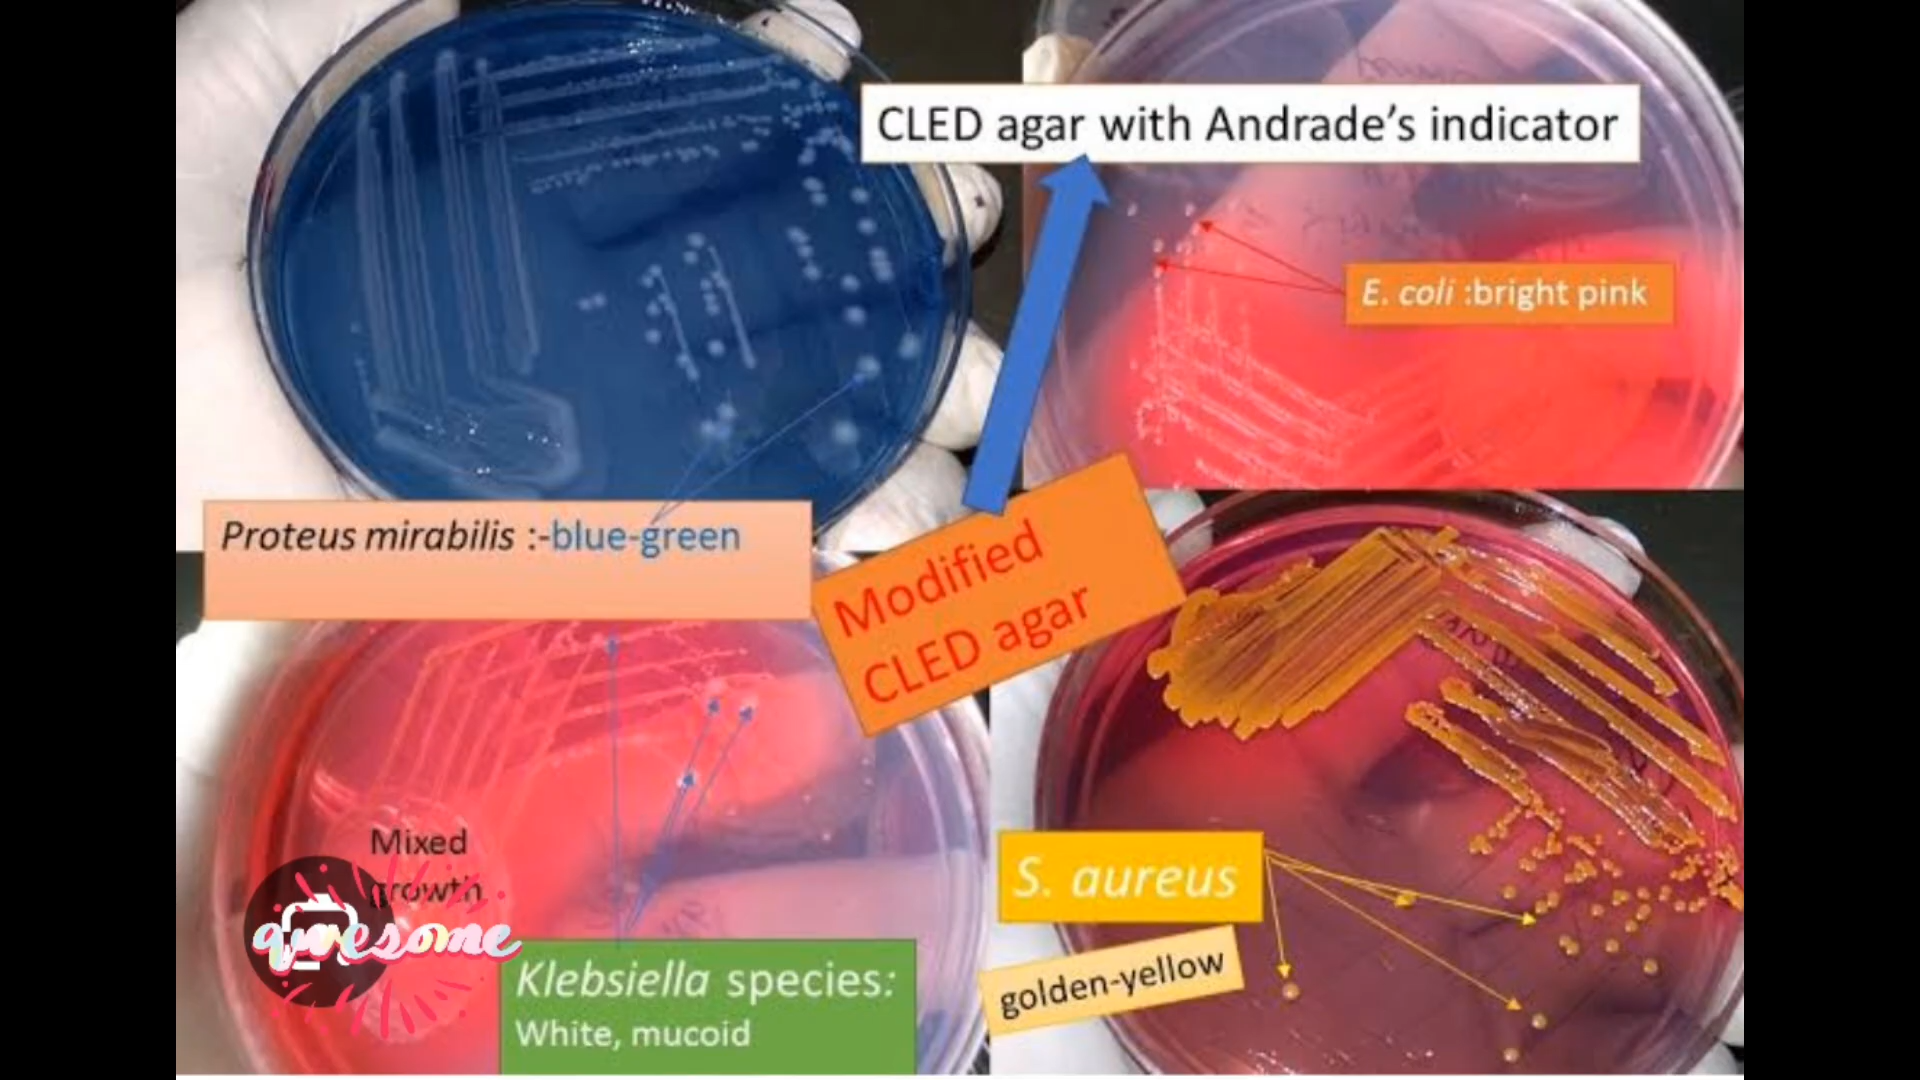 CLED agar with Andrade’s indicator
E. coli :bright pink
Proteus mirabilis :-blue-green
Modified
CLED agar
Mixed
growth
awesome
S. aureus
golden-yellow
Klebsiella species:
White, mucoid